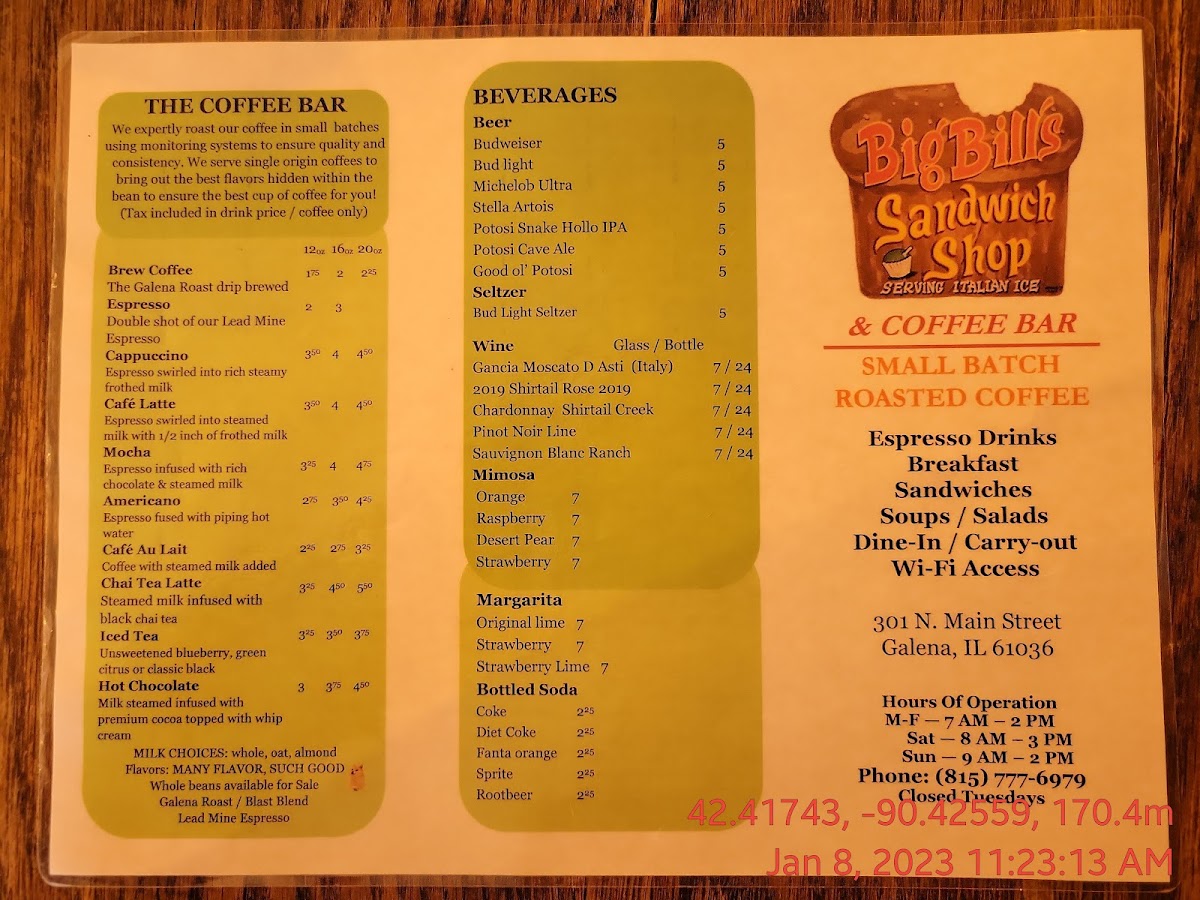 THE COFFEE BAR
We expertly roast our coffee in small batches
using monitoring systems to ensure quality and
consistency. We serve single origin coffees to
bring out the best flavors hidden within the
bean to ensure the best cup of coffee for you!
(Tax included in drink price / coffee only)
12oz 16oz 20oz
Brew Coffee 1⁷⁵ 2 2²⁵
The Galena Roast drip brewed
Espresso 2 3
Double shot of our Lead Mine
Espresso
Cappuccino 3⁵⁰ 4 4⁵⁰
Espresso swirled into rich steamy
frothed milk
Café Latte 3⁵⁰ 4 4⁵⁰
Espresso swirled into steamed
milk with 1/2 inch of frothed milk
Mocha 3²⁵ 4 4⁷⁵
Espresso infused with rich
chocolate & steamed milk
Americano 2⁷⁵ 3⁵⁰ 4²⁵
Espresso fused with piping hot
water
Café Au Lait 2²⁵ 2⁷⁵ 3²⁵
Coffee with steamed milk added
Chai Tea Latte 3²⁵ 4⁵⁰ 5⁵⁰
Steamed milk infused with
black chai tea
Iced Tea 3²⁵ 3⁵⁰ 3⁷⁵
Unsweetened blueberry, green
citrus or classic black
Hot Chocolate 3 3⁷⁵ 4⁵⁰
Milk steamed infused with
premium cocoa topped with whip
cream
MILK CHOICES: whole, oat, almond
Flavors: MANY FLAVOR, SUCH GOOD
Whole beans available for Sale
Galena Roast / Blast Blend
Lead Mine Espresso
BEVERAGES
Beer
Budweiser 5
Bud light 5
Michelob Ultra 5
Stella Artois 5
Potosi Snake Hollo IPA 5
Potosi Cave Ale 5
Good ol' Potosi 5
Seltzer
Bud Light Seltzer 5
Wine Glass / Bottle
Gancia Moscato D Asti (Italy) 7 / 24
2019 Shirtail Rose 2019 7 / 24
Chardonnay Shirtail Creek 7 / 24
Pinot Noir Line 7 / 24
Sauvignon Blanc Ranch 7 / 24
Mimosa
Orange 7
Raspberry 7
Desert Pear 7
Strawberry 7
Margarita
Original lime 7
Strawberry 7
Strawberry Lime 7
Bottled Soda
Coke 2²⁵
Diet Coke 2²⁵
Fanta orange 2²⁵
Sprite 2²⁵
Rootbeer 2²⁵
Big Bill's
Sandwich
Shop
SERVING ITALIAN ICE
& COFFEE BAR
SMALL BATCH
ROASTED COFFEE
Espresso Drinks
Breakfast
Sandwiches
Soups / Salads
Dine-In / Carry-out
Wi-Fi Access
301 N. Main Street
Galena, IL 61036
Hours Of Operation
M-F — 7 AM – 2 PM
Sat — 8 AM – 3 PM
Sun — 9 AM – 2 PM
Phone: (815) 777-6979
Closed Tuesdays
42.41743, -90.42559, 170.4m
Jan 8, 2023 11:23:13 AM